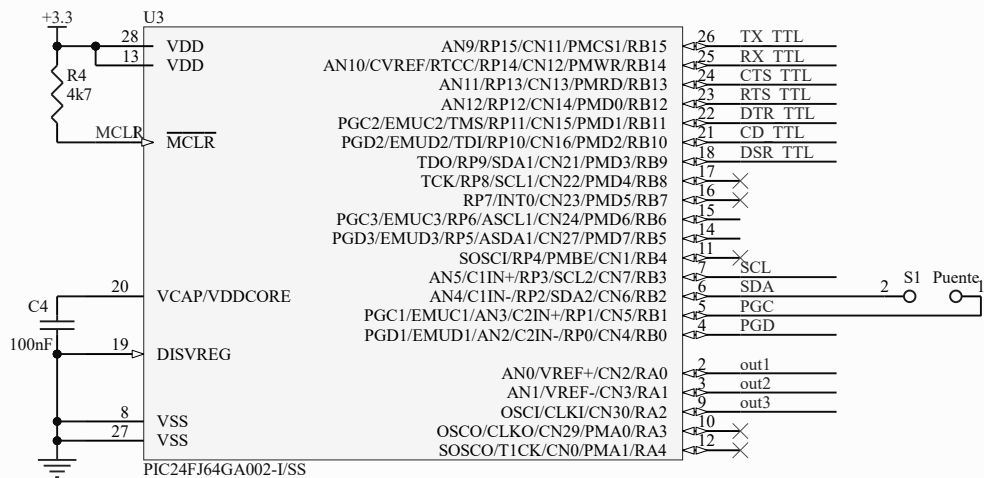 +3.3
U3
28 VDD AN9/RP15/CN11/PMCS1/RB15 26 TX_TTL
13 VDD AN10/CVREF/RTCC/RP14/CN12/PMWR/RB14 25 RX_TTL
R4 AN11/RP13/CN13/PMRD/RB13 24 CTS_TTL
4k7 AN12/RP12/CN14/PMD0/RB12 23 RTS_TTL
PGC2/EMUC2/TMS/RP11/CN15/PMD1/RB11 22 DTR_TTL
MCLR MCLR PGD2/EMUD2/TDI/RP10/CN16/PMD2/RB10 21 CD_TTL
TDO/RP9/SDA1/CN21/PMD3/RB9 18 DSR_TTL
TCK/RP8/SCL1/CN22/PMD4/RB8 17
RP7/INT0/CN23/PMD5/RB7 16
PGC3/EMUC3/RP6/ASCL1/CN24/PMD6/RB6 15
PGD3/EMUD3/RP5/ASDA1/CN27/PMD7/RB5 14
SOSCI/RP4/PMBE/CN1/RB4 11
AN5/C1IN+/RP3/SCL2/CN7/RB3 7 SCL
20 VCAP/VDDCORE AN4/C1IN-/RP2/SDA2/CN6/RB2 6 SDA 2 S1 Puente 1
C4 PGC1/EMUC1/AN3/C2IN+/RP1/CN5/RB1 5 PGC
100nF PGD1/EMUD1/AN2/C2IN-/RP0/CN4/RB0 4 PGD
19 DISVREG
AN0/VREF+/CN2/RA0 2 out1
AN1/VREF-/CN3/RA1 3 out2
8 VSS OSCI/CLKI/CN30/RA2 9 out3
27 VSS OSCO/CLKO/CN29/PMA0/RA3 10
SOSCO/T1CK/CN0/PMA1/RA4 12
PIC24FJ64GA002-I/SS